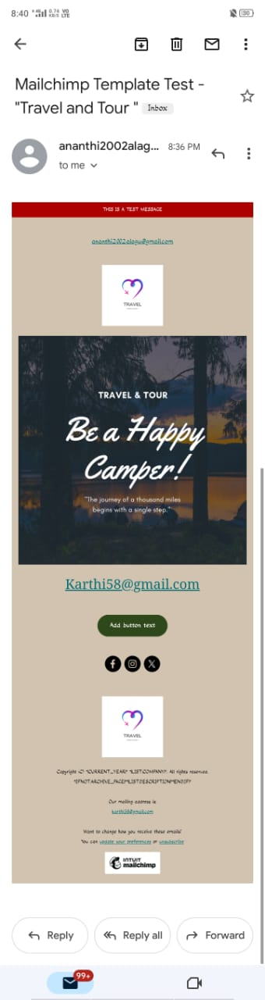 8:40
4G
0.74 KB/S
VO LTE
30
Mailchimp Template Test -
"Travel and Tour " Inbox
ananthi2002alag... 8:36 PM
to me
THIS IS A TEST MESSAGE
ananthi2002alagu@gmail.com
TRAVEL
TRAVEL & TOUR
Be a Happy
Camper!
"The journey of a thousand miles
begins with a single step."
Karthi58@gmail.com
Add button text
TRAVEL
Copyright (C) *CURRENT_YEAR* *LIST:COMPANY*. All rights reserved.
*IFNOT:ARCHIVE_PAGE**LIST:DESCRIPTION**END:IF*
Our mailing address is:
karthi58@gmail.com
Want to change how you receive these emails?
You can update your preferences or unsubscribe
INTUIT
mailchimp
Reply
Reply all
Forward
99+